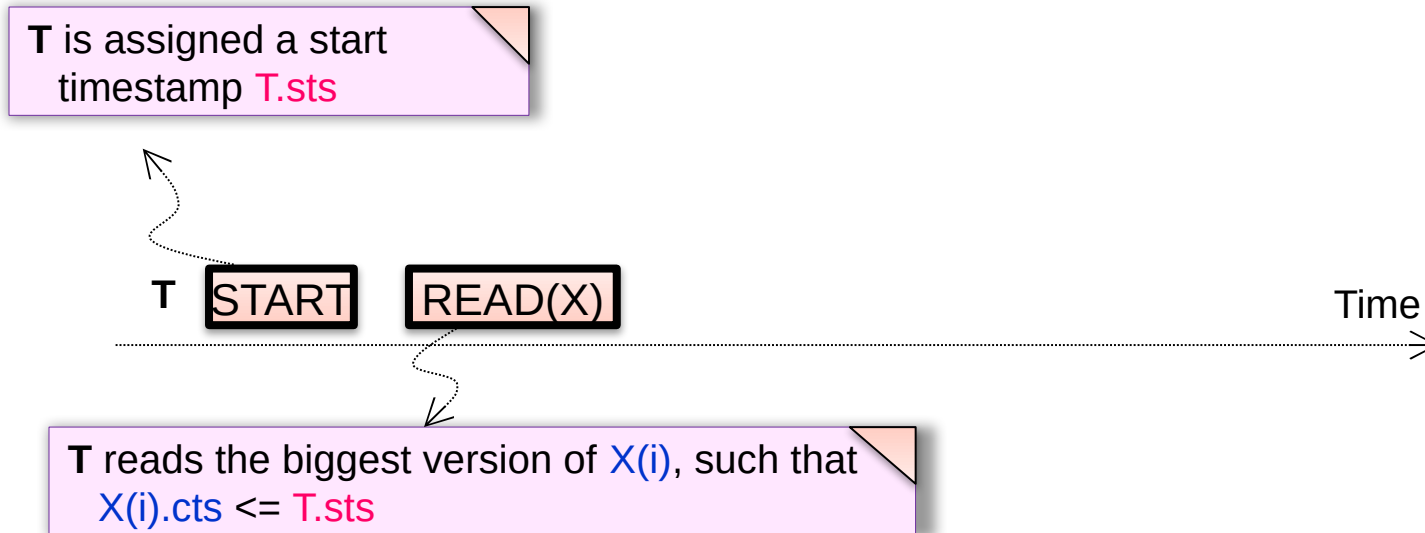 T is assigned a start
timestamp T.sts
T START READ(X)
Time
T reads the biggest version of X(i), such that
X(i).cts <= T.sts